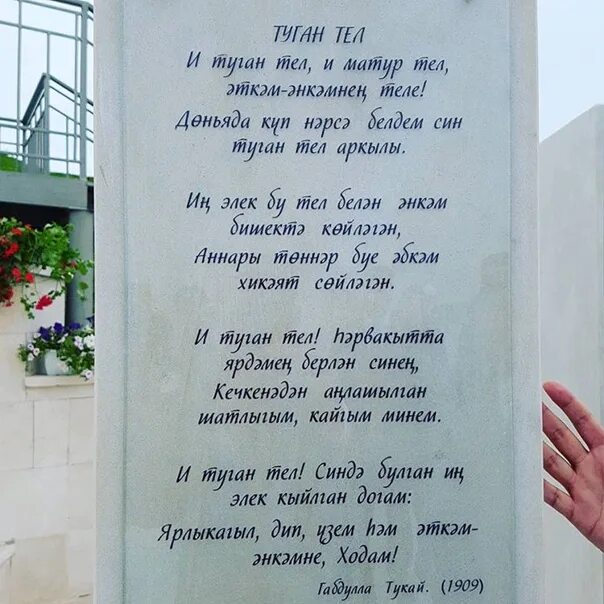 ТУГАН ТЕЛ
И туган тел, и матур тел,
әткәм-әнкәмнең теле!
Дөньяда күп нәрсә белдем син
туган тел аркылы.
Иң элек бу тел белән әнкәм
бишектә көйләгән,
Аннары төннәр буе әбкәм
хикәят сөйләгән.
И туган тел! Һәрвакытта
ярдәмең берлән синең,
Кечкенәдән аңлашылган
шатлыгым, кайгым минем.
И туган тел! Синдә булган иң
элек кыйлган догам:
Ярлыкагыл, дип, үзем һәм әткәм-
әнкәмне, Ходам!
Габдулла Тукай. (1909)